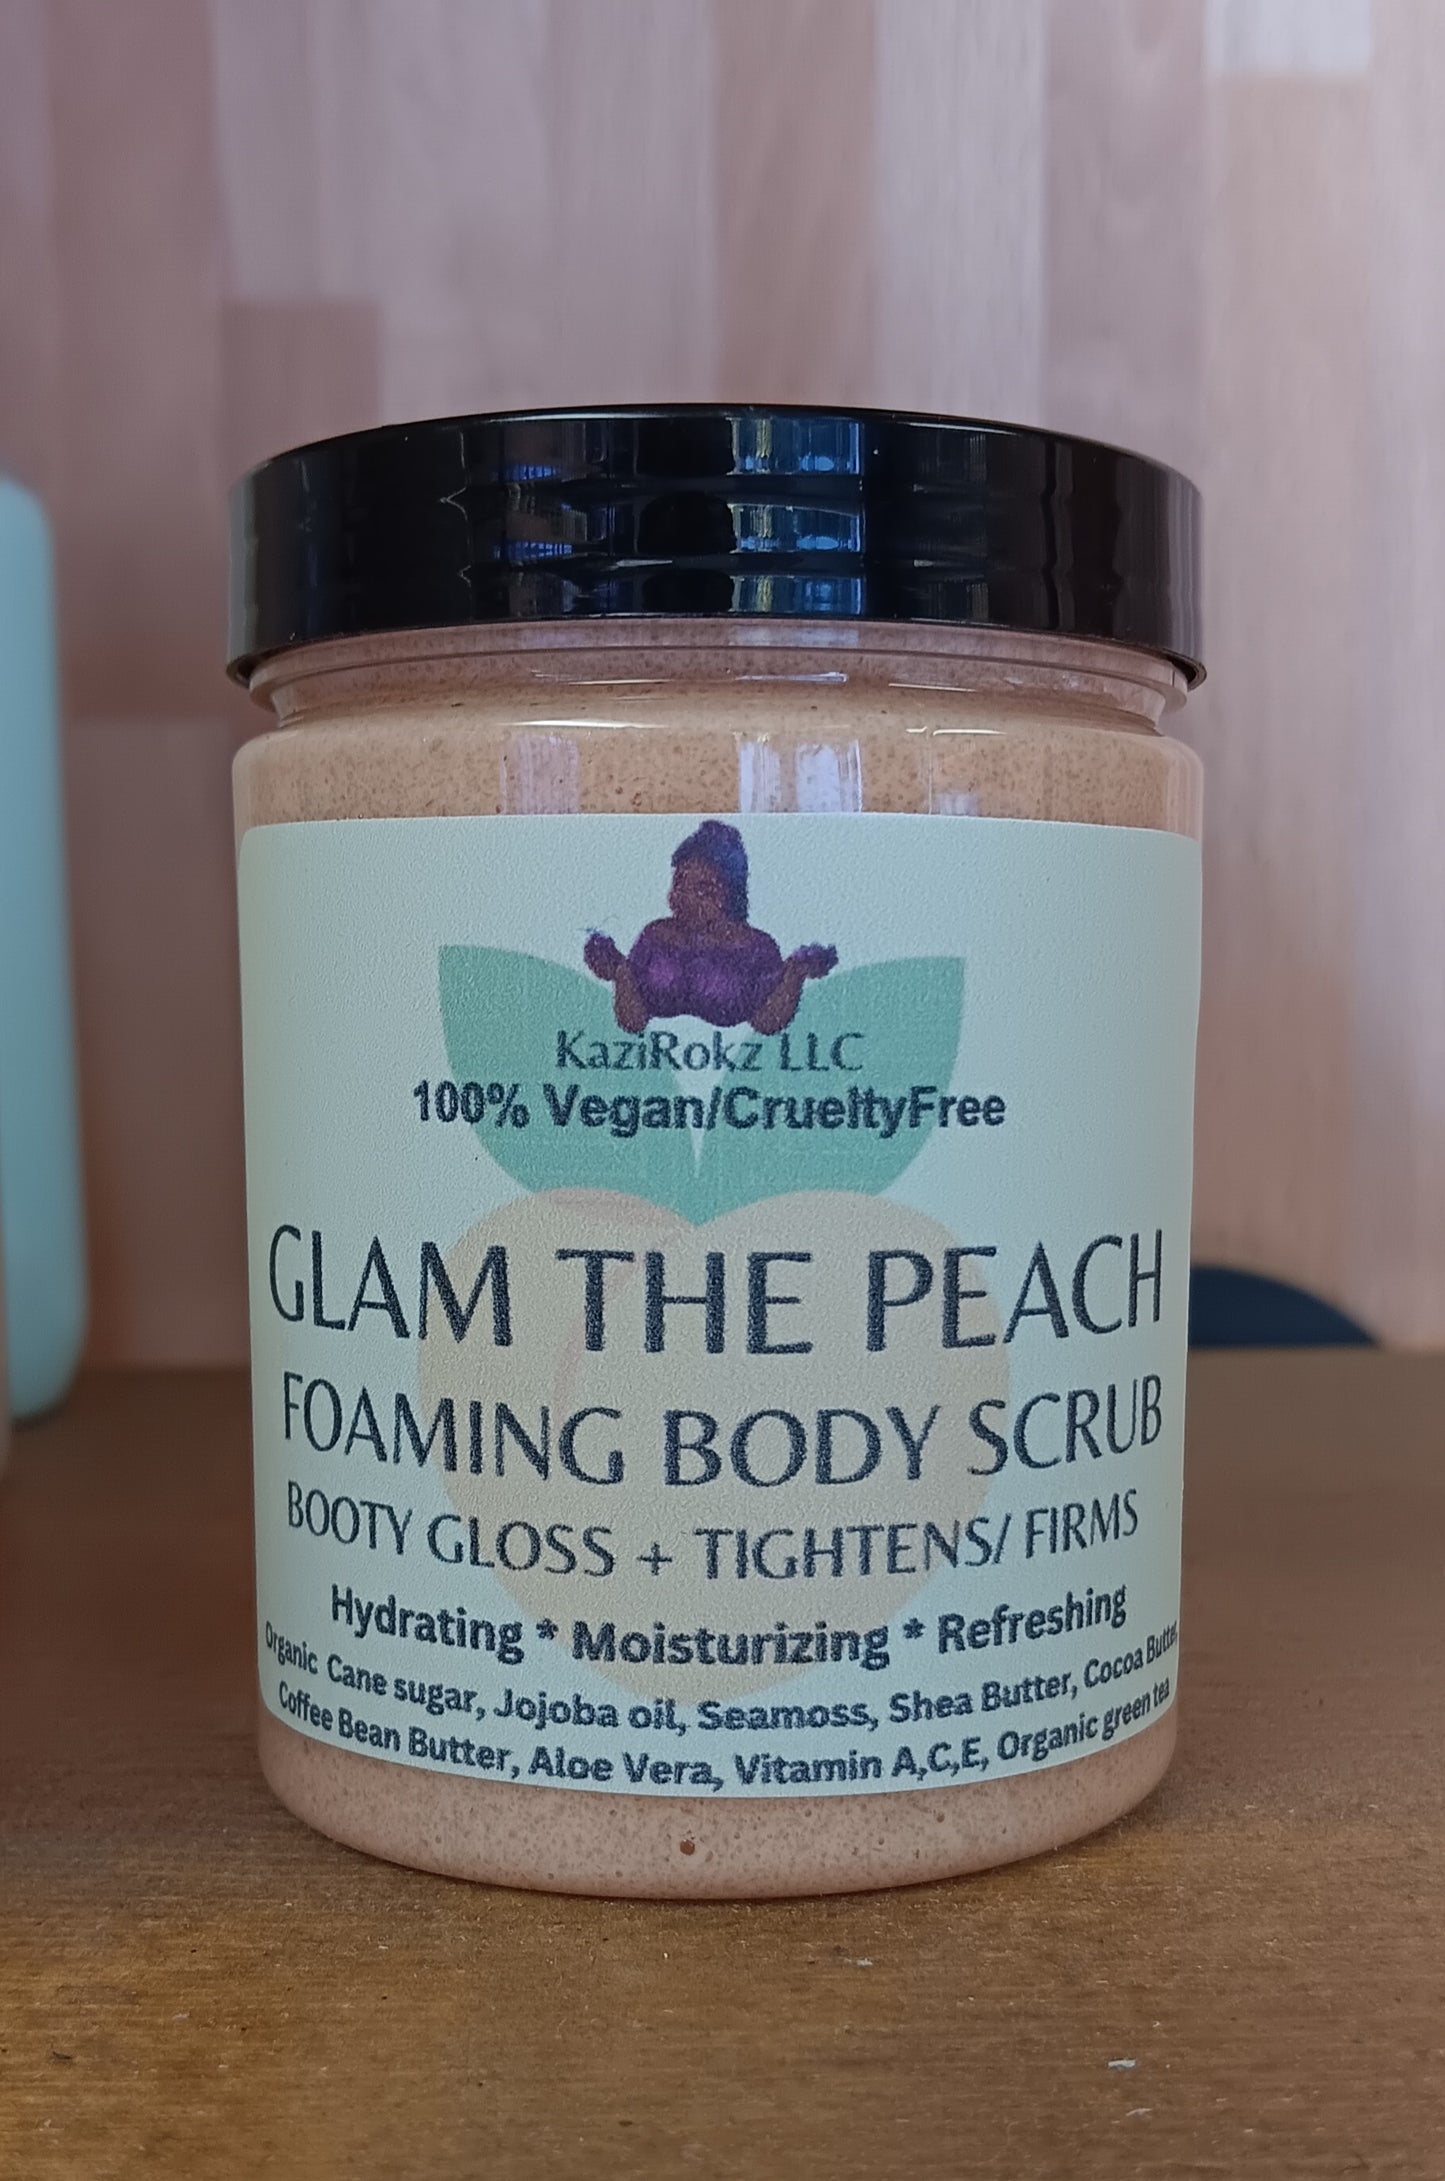 KaziRokz LLC
100% Vegan/CrueltyFree
GLAM THE PEACH
FOAMING BODY SCRUB
BOOTY GLOSS + TIGHTENS/ FIRMS
Hydrating * Moisturizing * Refreshing
Organic Cane sugar, Jojoba oil, Seamoss, Shea Butter, Cocoa Butter,
Coffee Bean Butter, Aloe Vera, Vitamin A,C,E, Organic green tea